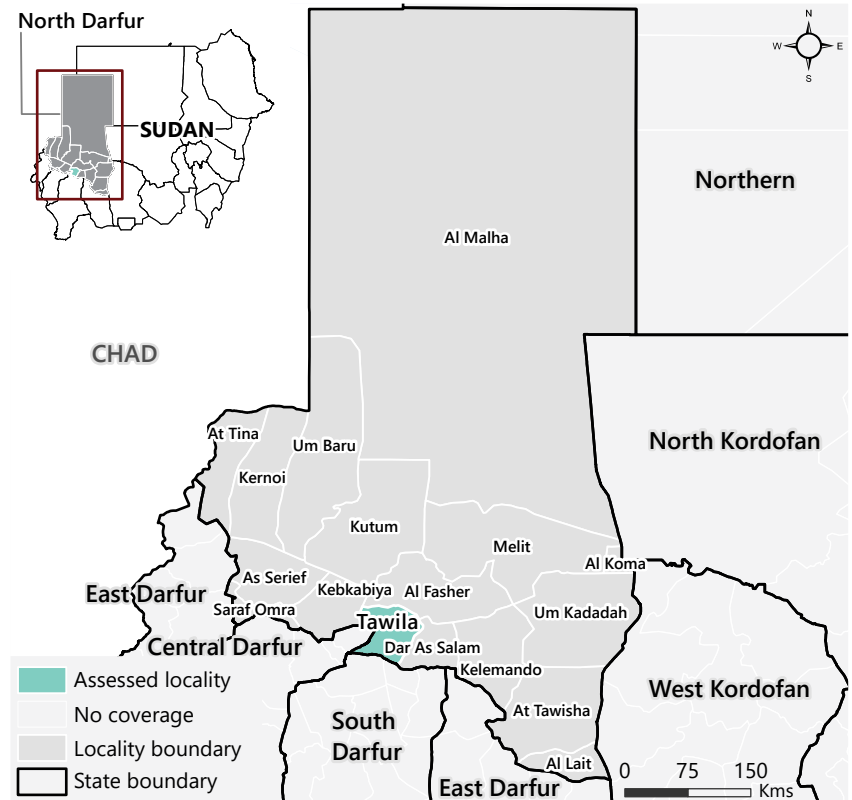 North Darfur
SUDAN
N
W
E
S
Northern
Al Malha
CHAD
At Tina
Um Baru
North Kordofan
Kernoi
Kutum
Melit
Al Koma
As Serief
East Darfur
Kebkabiya
Al Fasher
Saraf Omra
Um Kadadah
Tawila
Central Darfur
Dar As Salam
Kelemando
Assessed locality
West Kordofan
No coverage
At Tawisha
South
Darfur
Locality boundary
Al Lait
State boundary
East Darfur
0 75 150
Kms